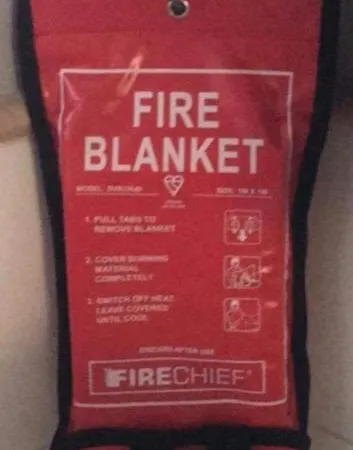 FIRE
BLANKET
MODEL:
SIZE: 1M X 1M
1. PULL TABS TO
REMOVE BLANKET
2. COVER BURNING
MATERIAL
COMPLETELY
3. SWITCH OFF HEAT
LEAVE COVERED
UNTIL COOL
DISCARD AFTER USE
FIRECHIEF®